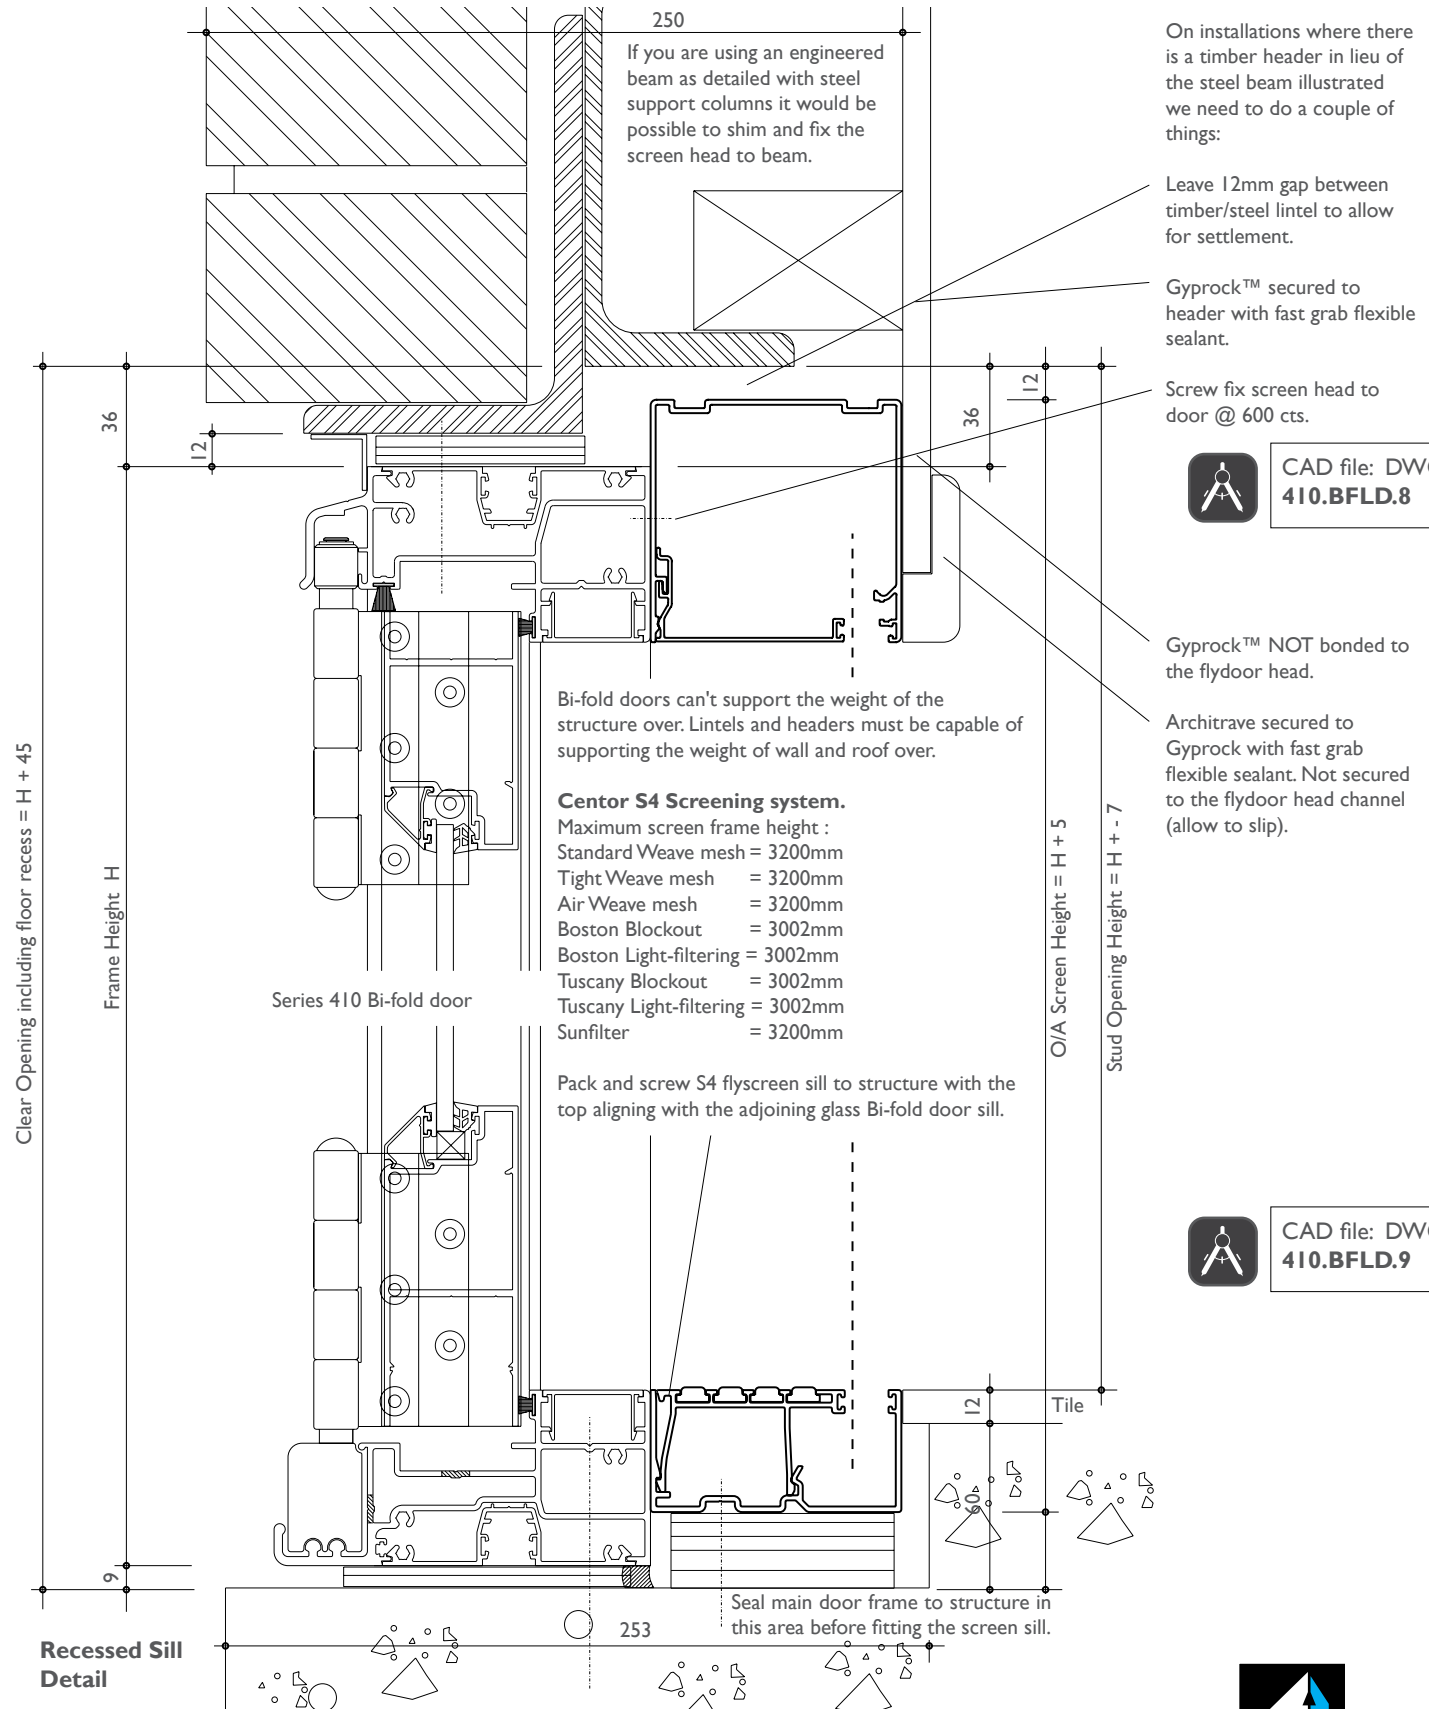 250
If you are using an engineered
beam as detailed with steel
support columns it would be
possible to shim and fix the
screen head to beam.
On installations where there
is a timber header in lieu of
the steel beam illustrated
we need to do a couple of
things:
Leave 12mm gap between
timber/steel lintel to allow
for settlement.
Gyprock™ secured to
header with fast grab flexible
sealant.
Screw fix screen head to
door @ 600 cts.
36
12
36
12
CAD file: DW
410.BFLD.8
Gyprock™ NOT bonded to
the flydoor head.
Architrave secured to
Gyprock with fast grab
flexible sealant. Not secured
to the flydoor head channel
(allow to slip).
Bi-fold doors can't support the weight of the
structure over. Lintels and headers must be capable of
supporting the weight of wall and roof over.
Centor S4 Screening system.
Maximum screen frame height :
Standard Weave mesh = 3200mm
Tight Weave mesh = 3200mm
Air Weave mesh = 3200mm
Boston Blockout = 3002mm
Boston Light-filtering = 3002mm
Tuscany Blockout = 3002mm
Tuscany Light-filtering = 3002mm
Sunfilter = 3200mm
Clear Opening including floor recess = H + 45
Frame Height H
Series 410 Bi-fold door
O/A Screen Height = H + 5
Stud Opening Height = H + - 7
Pack and screw S4 flyscreen sill to structure with the
top aligning with the adjoining glass Bi-fold door sill.
CAD file: DW
410.BFLD.9
12
Tile
60
9
Seal main door frame to structure in
this area before fitting the screen sill.
253
Recessed Sill
Detail